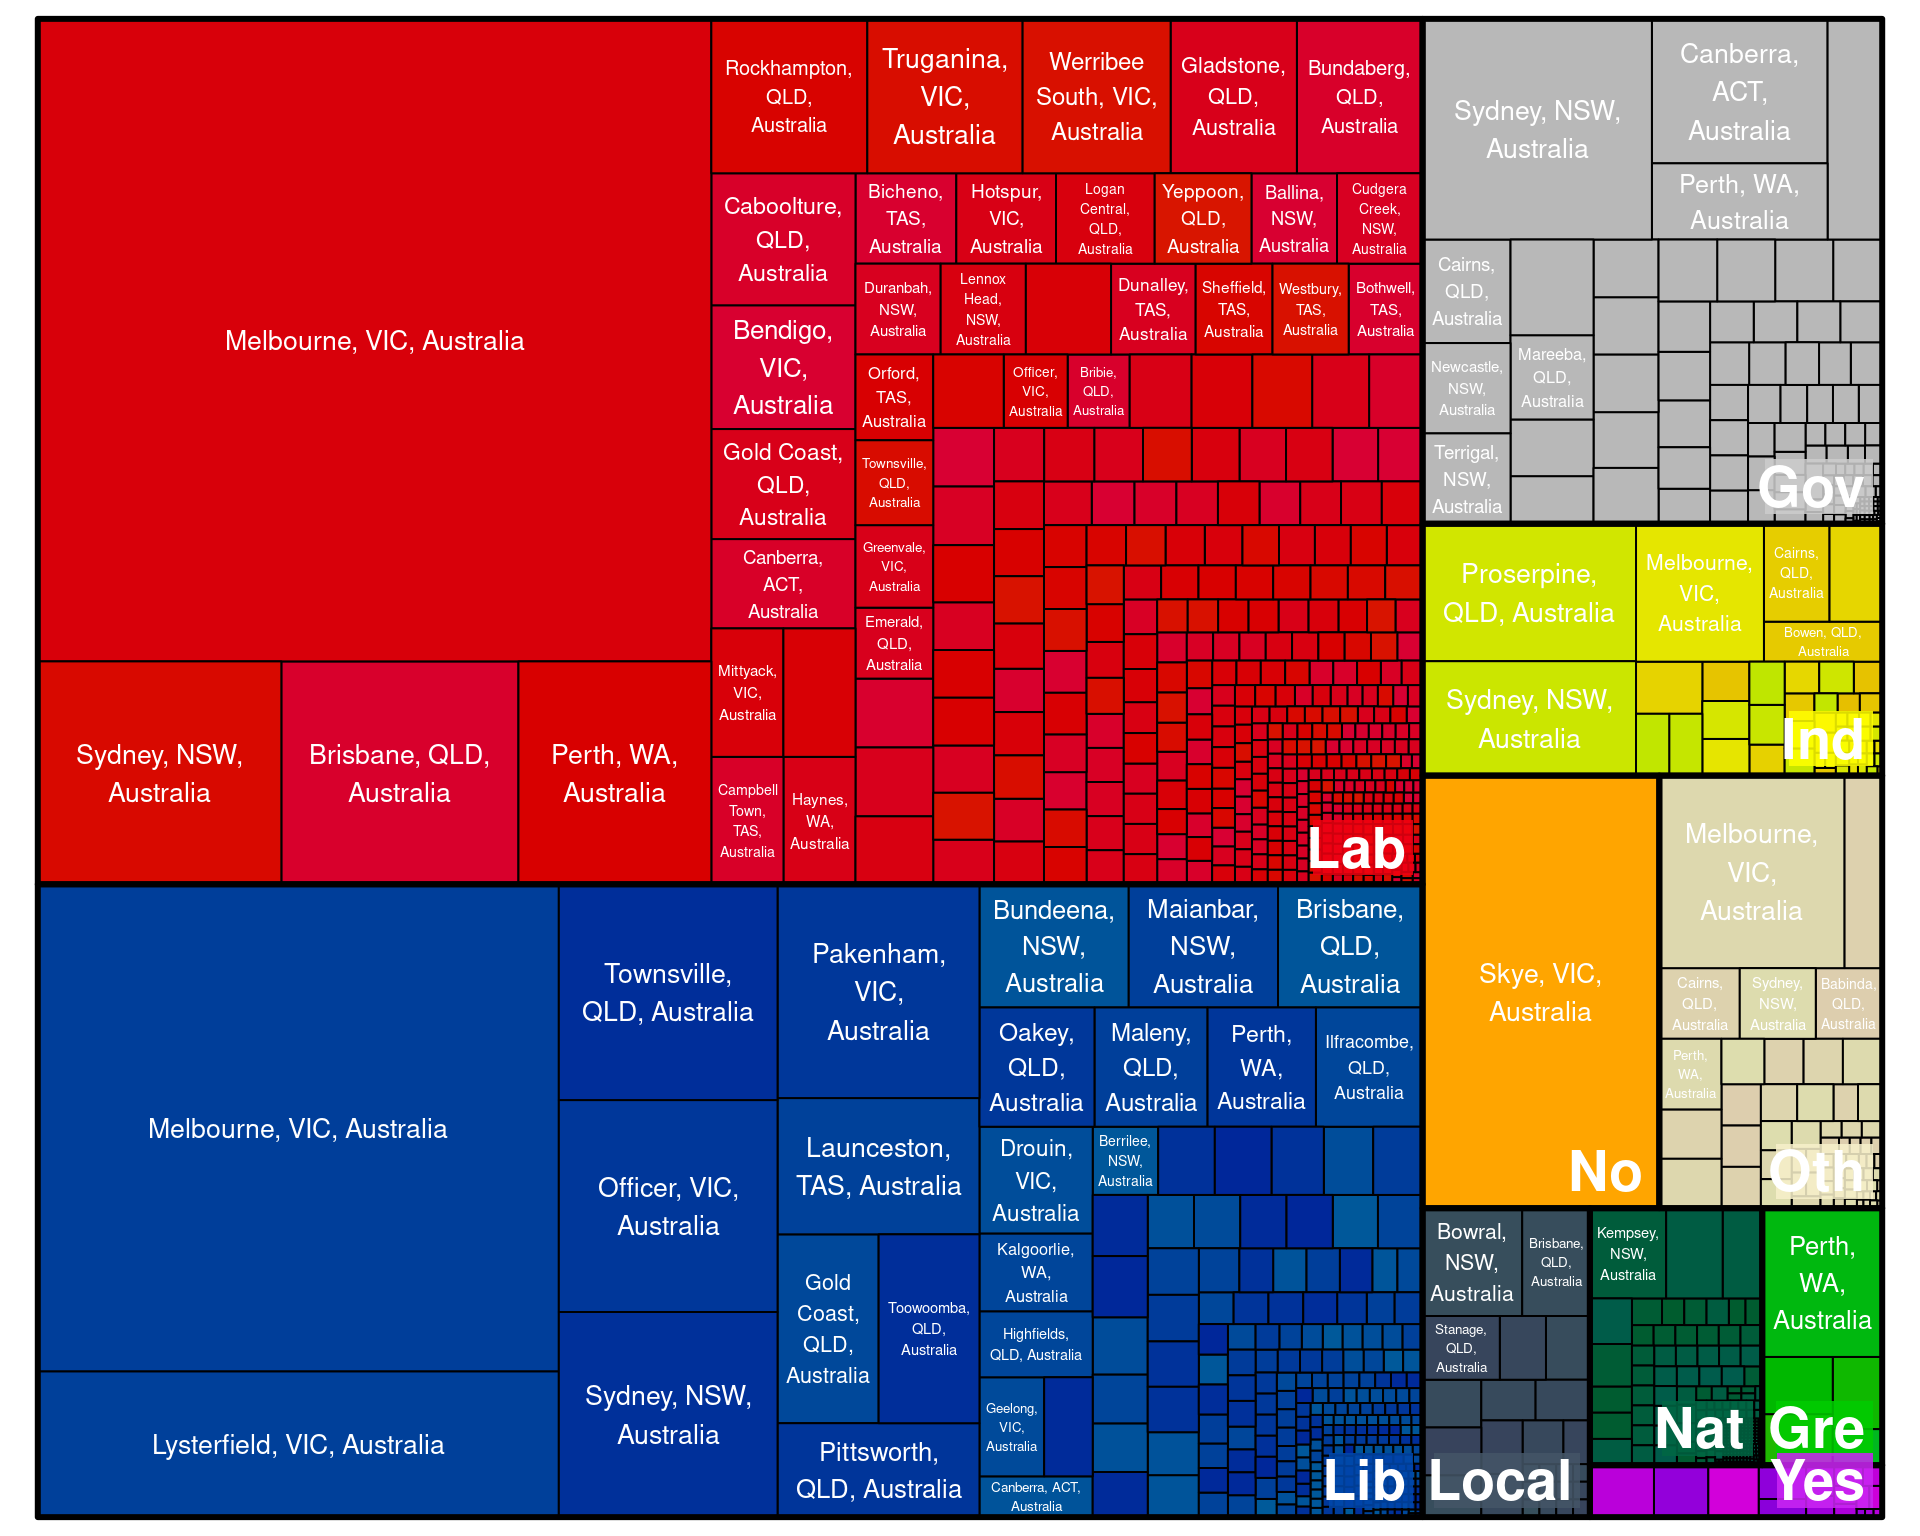 Melbourne, VIC, Australia
Sydney, NSW,
Australia
Brisbane, QLD,
Australia
Perth, WA,
Australia
Rockhampton,
QLD,
Australia
Truganina,
VIC,
Australia
Werribee
South, VIC,
Australia
Gladstone,
QLD,
Australia
Bundaberg,
QLD,
Australia
Caboolture,
QLD,
Australia
Bendigo,
VIC,
Australia
Gold Coast,
QLD,
Australia
Canberra,
ACT,
Australia
Mittyack,
VIC,
Australia
Campbell
Town,
TAS,
Australia
Haynes,
WA,
Australia
Bicheno,
TAS,
Australia
Hotspur,
VIC,
Australia
Logan
Central,
QLD,
Australia
Yeppoon,
QLD,
Australia
Ballina,
NSW,
Australia
Cudgera
Creek,
NSW,
Australia
Duranbah,
NSW,
Australia
Lennox
Head,
NSW,
Australia
Dunalley,
TAS,
Australia
Sheffield,
TAS,
Australia
Westbury,
TAS,
Australia
Bothwell,
TAS,
Australia
Orford,
TAS,
Australia
Officer,
VIC,
Australia
Bribie,
QLD,
Australia
Townsville,
QLD,
Australia
Greenvale,
VIC,
Australia
Emerald,
QLD,
Australia
Lab
Melbourne, VIC, Australia
Lysterfield, VIC, Australia
Townsville,
QLD, Australia
Officer, VIC,
Australia
Sydney, NSW,
Australia
Pakenham,
VIC,
Australia
Launceston,
TAS, Australia
Gold
Coast,
QLD,
Australia
Toowoomba,
QLD,
Australia
Pittsworth,
QLD, Australia
Bundeena,
NSW,
Australia
Maianbar,
NSW,
Australia
Brisbane,
QLD,
Australia
Oakey,
QLD,
Australia
Maleny,
QLD,
Australia
Perth,
WA,
Australia
Ilfracombe,
QLD,
Australia
Drouin,
VIC,
Australia
Berrilee,
NSW,
Australia
Kalgoorlie,
WA,
Australia
Highfields,
QLD, Australia
Geelong,
VIC,
Australia
Canberra, ACT,
Australia
Lib
Sydney, NSW,
Australia
Canberra,
ACT,
Australia
Perth, WA,
Australia
Cairns,
QLD,
Australia
Newcastle,
NSW,
Australia
Mareeba,
QLD,
Australia
Terrigal,
NSW,
Australia
Gov
Proserpine,
QLD, Australia
Melbourne,
VIC,
Australia
Cairns,
QLD,
Australia
Bowen, QLD,
Australia
Sydney, NSW,
Australia
Ind
Skye, VIC,
Australia
No
Melbourne,
VIC,
Australia
Cairns,
QLD,
Australia
Sydney,
NSW,
Australia
Babinda,
QLD,
Australia
Perth,
WA,
Australia
Oth
Bowral,
NSW,
Australia
Brisbane,
QLD,
Australia
Stanage,
QLD,
Australia
Local
Kempsey,
NSW,
Australia
Nat
Perth,
WA,
Australia
Gre
Yes